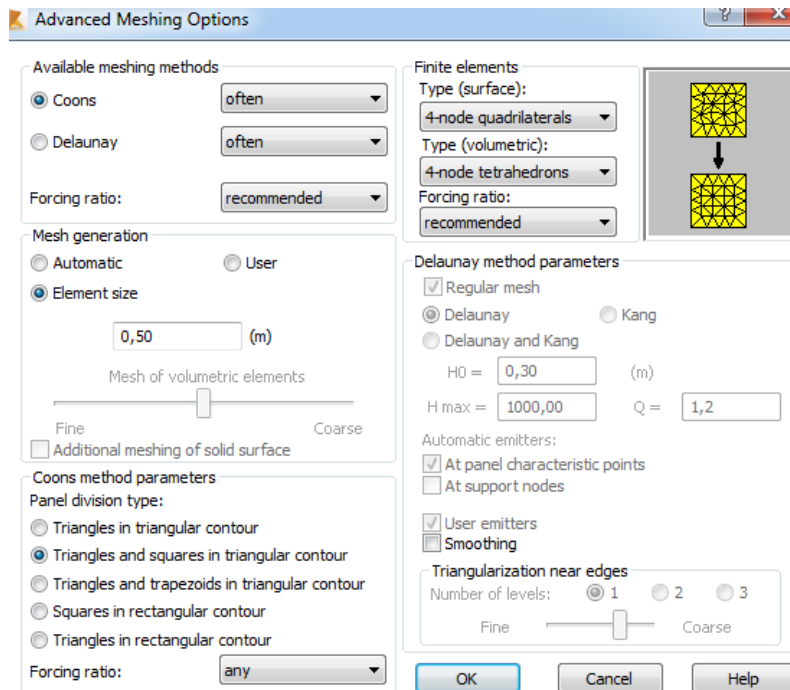 Advanced Meshing Options
?
X
Available meshing methods
Coons
often
Delaunay
often
Forcing ratio:
recommended
Mesh generation
Automatic
User
Element size
0,50
(m)
Mesh of volumetric elements
Fine
Coarse
Additional meshing of solid surface
Coons method parameters
Panel division type:
Triangles in triangular contour
Triangles and squares in triangular contour
Triangles and trapezoids in triangular contour
Squares in rectangular contour
Triangles in rectangular contour
Forcing ratio:
any
Finite elements
Type (surface):
4-node quadrilaterals
Type (volumetric):
4-node tetrahedrons
Forcing ratio:
recommended
Delaunay method parameters
Regular mesh
Delaunay
Kang
Delaunay and Kang
H0 =
0,30
(m)
H max =
1000,00
Q =
1,2
Automatic emitters:
At panel characteristic points
At support nodes
User emitters
Smoothing
Triangularization near edges
Number of levels:
1
2
3
Fine
Coarse
OK
Cancel
Help